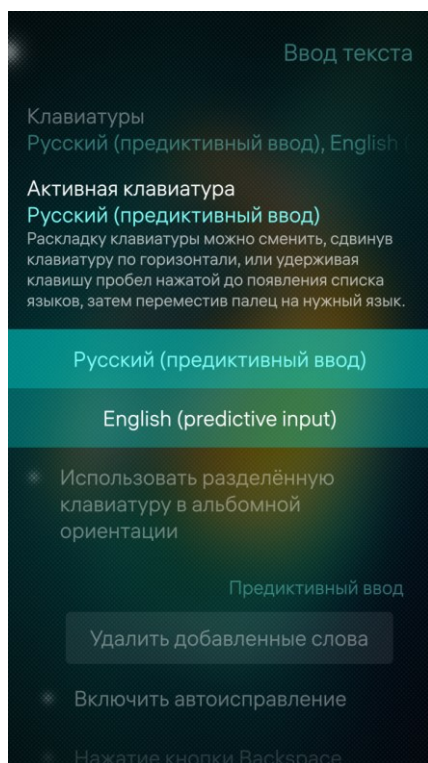 Ввод текста
Клавиатуры
Русский (предиктивный ввод), English (
Активная клавиатура
Русский (предиктивный ввод)
Раскладку клавиатуры можно сменить, сдвинув
клавиатуру по горизонтали, или удерживая
клавишу пробел нажатой до появления списка
языков, затем переместив палец на нужный язык.
Русский (предиктивный ввод)
English (predictive input)
Использовать разделённую
клавиатуру в альбомной
ориентации
Предиктивный ввод
Удалить добавленные слова
Включить автоисправление
Нажатие кнопки Backspace